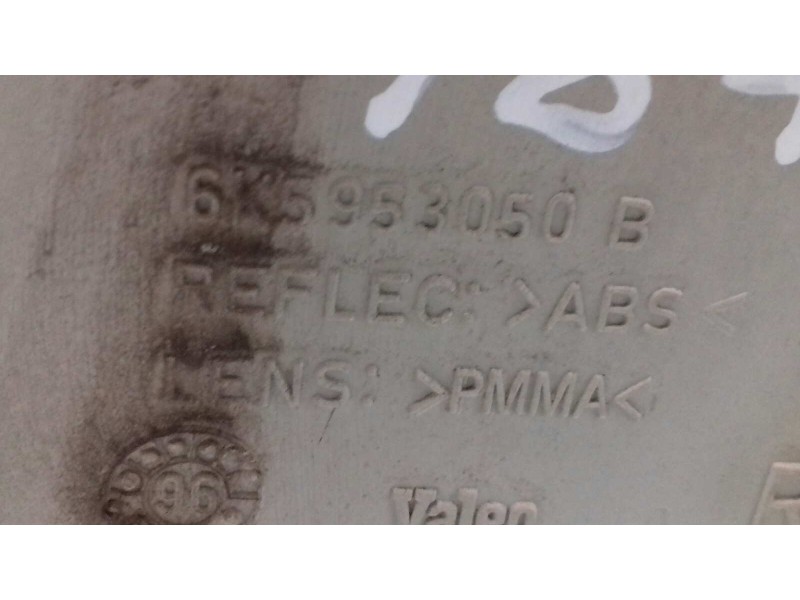 6K5953050 B
REFLEC: >ABS<
LENS: >PMMA<
96
Valeo